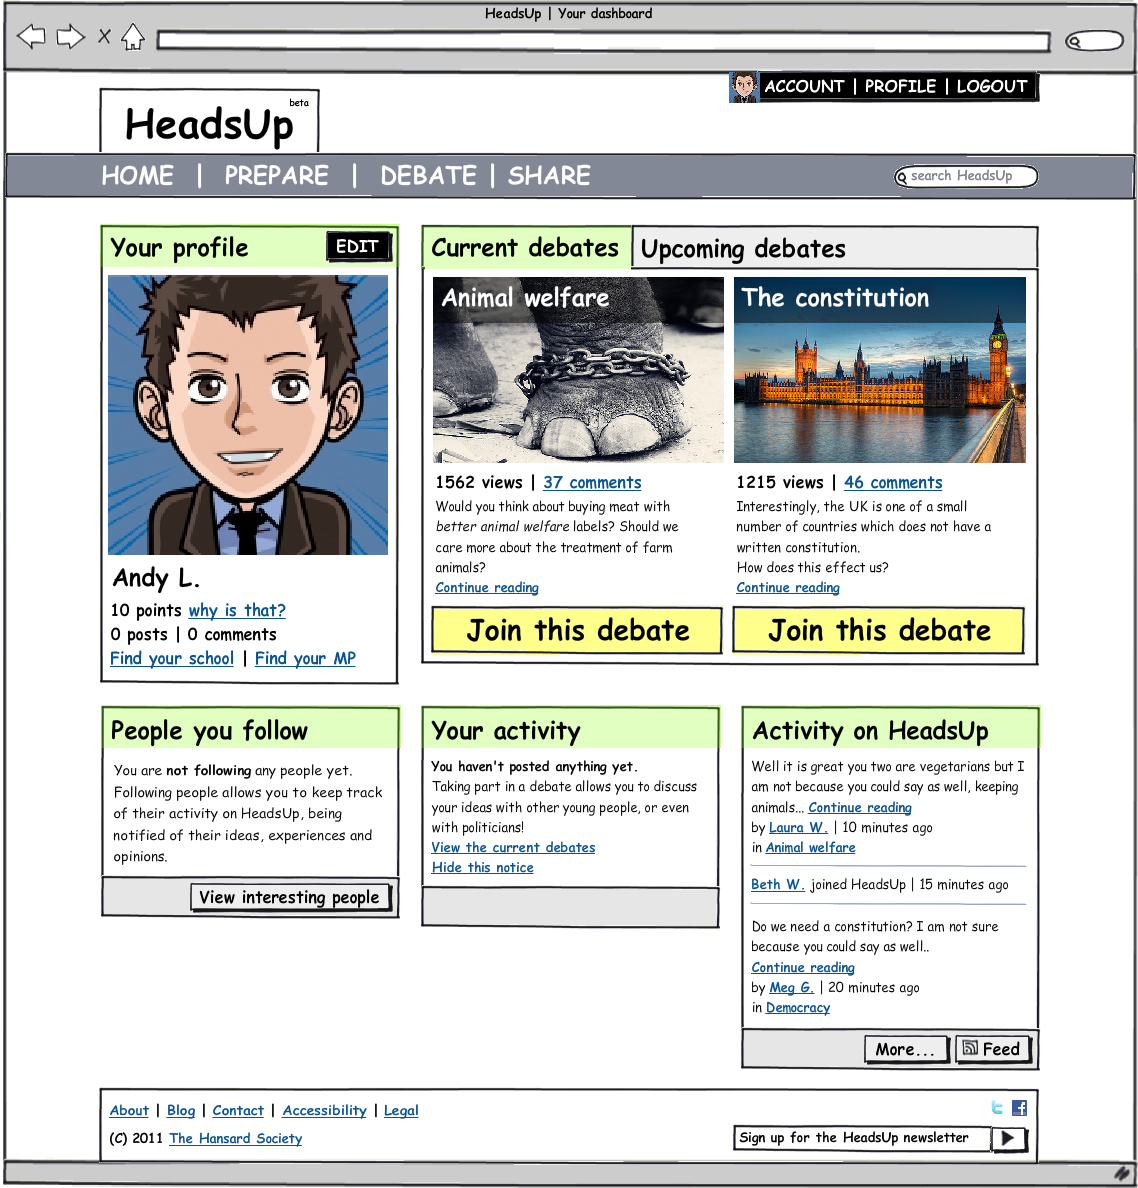 HeadsUp | Your dashboard
ACCOUNT | PROFILE | LOGOUT
beta
HeadsUp
HOME | PREPARE | DEBATE | SHARE
search HeadsUp
Your profile
EDIT
Andy L.
10 points why is that?
0 posts | 0 comments
Find your school | Find your MP
Current debates
Upcoming debates
Animal welfare
1562 views | 37 comments
Would you think about buying meat with
better animal welfare labels? Should we
care more about the treatment of farm
animals?
Continue reading
Join this debate
The constitution
1215 views | 46 comments
Interestingly, the UK is one of a small
number of countries which does not have a
written constitution.
How does this effect us?
Continue reading
Join this debate
People you follow
You are not following any people yet.
Following people allows you to keep track
of their activity on HeadsUp, being
notified of their ideas, experiences and
opinions.
View interesting people
Your activity
You haven't posted anything yet.
Taking part in a debate allows you to discuss
your ideas with other young people, or even
with politicians!
View the current debates
Hide this notice
Activity on HeadsUp
Well it is great you two are vegetarians but I
am not because you could say as well, keeping
animals... Continue reading
by Laura W. | 10 minutes ago
in Animal welfare
Beth W. joined HeadsUp | 15 minutes ago
Do we need a constitution? I am not sure
because you could say as well..
Continue reading
by Meg G. | 20 minutes ago
in Democracy
More...
Feed
About | Blog | Contact | Accessibility | Legal
(C) 2011 The Hansard Society
Sign up for the HeadsUp newsletter